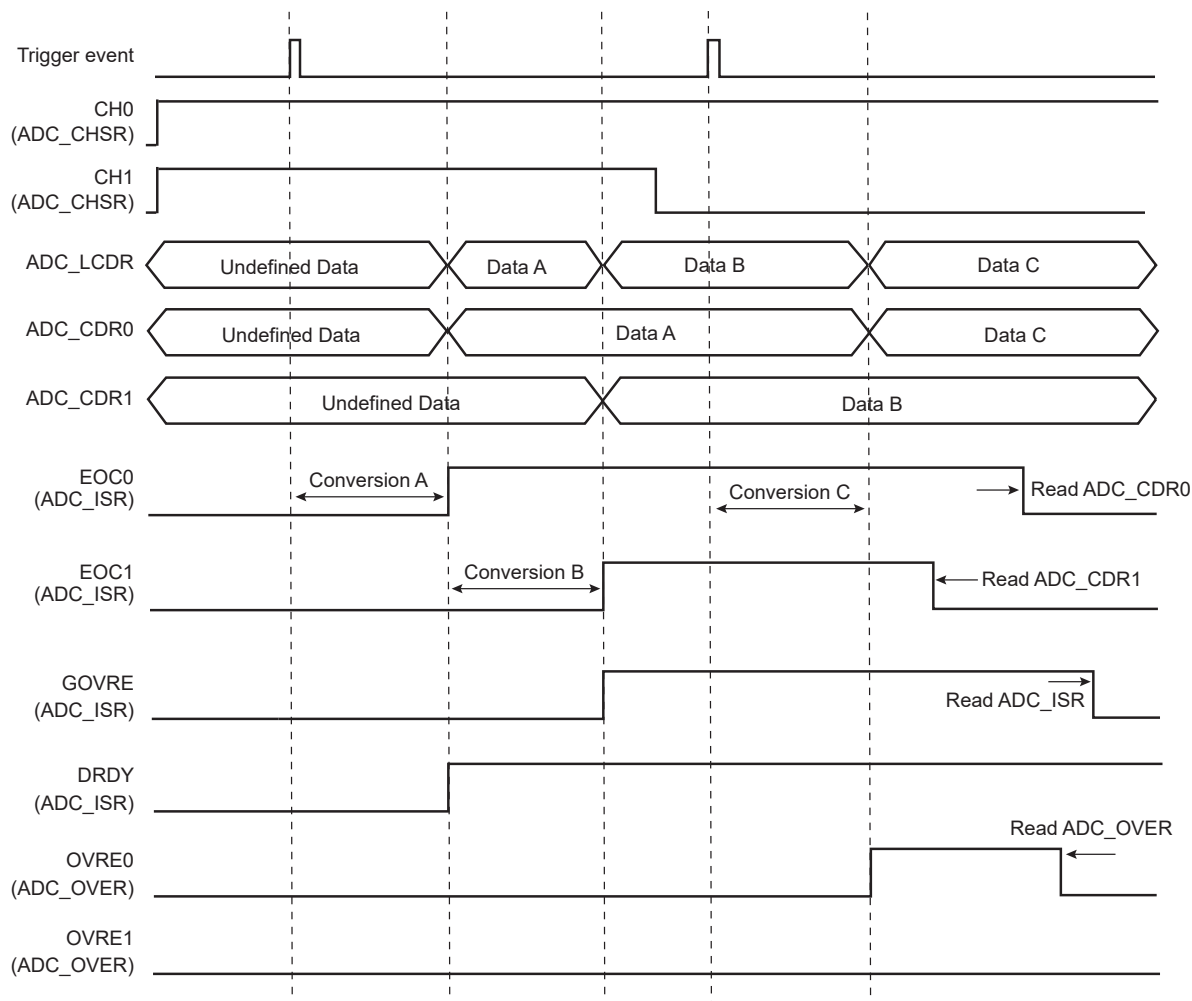 Trigger event
CH0
(ADC_CHSR)
CH1
(ADC_CHSR)
ADC_LCDR
Undefined Data
Data A
Data B
Data C
ADC_CDR0
Undefined Data
Data A
Data C
ADC_CDR1
Undefined Data
Data B
EOC0
(ADC_ISR)
Conversion A
Conversion C
Read ADC_CDR0
EOC1
(ADC_ISR)
Conversion B
Read ADC_CDR1
GOVRE
(ADC_ISR)
Read ADC_ISR
DRDY
(ADC_ISR)
Read ADC_OVER
OVRE0
(ADC_OVER)
OVRE1
(ADC_OVER)